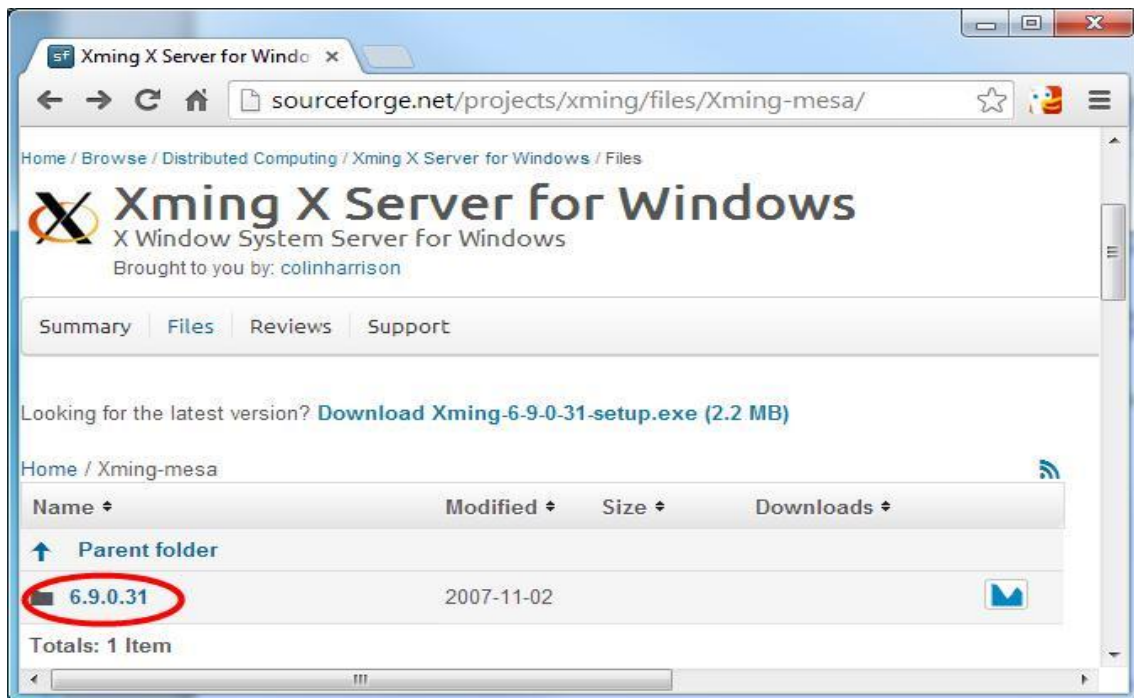 Xming X Server for Windo
sourceforge.net/projects/xming/files/Xming-mesa/
Home / Browse / Distributed Computing / Xming X Server for Windows / Files
Xming X Server for Windows
X Window System Server for Windows
Brought to you by: colinharrison
Summary Files Reviews Support
Looking for the latest version? Download Xming-6-9-0-31-setup.exe (2.2 MB)
Home / Xming-mesa
Name Modified Size Downloads
Parent folder
6.9.0.31 2007-11-02
Totals: 1 Item